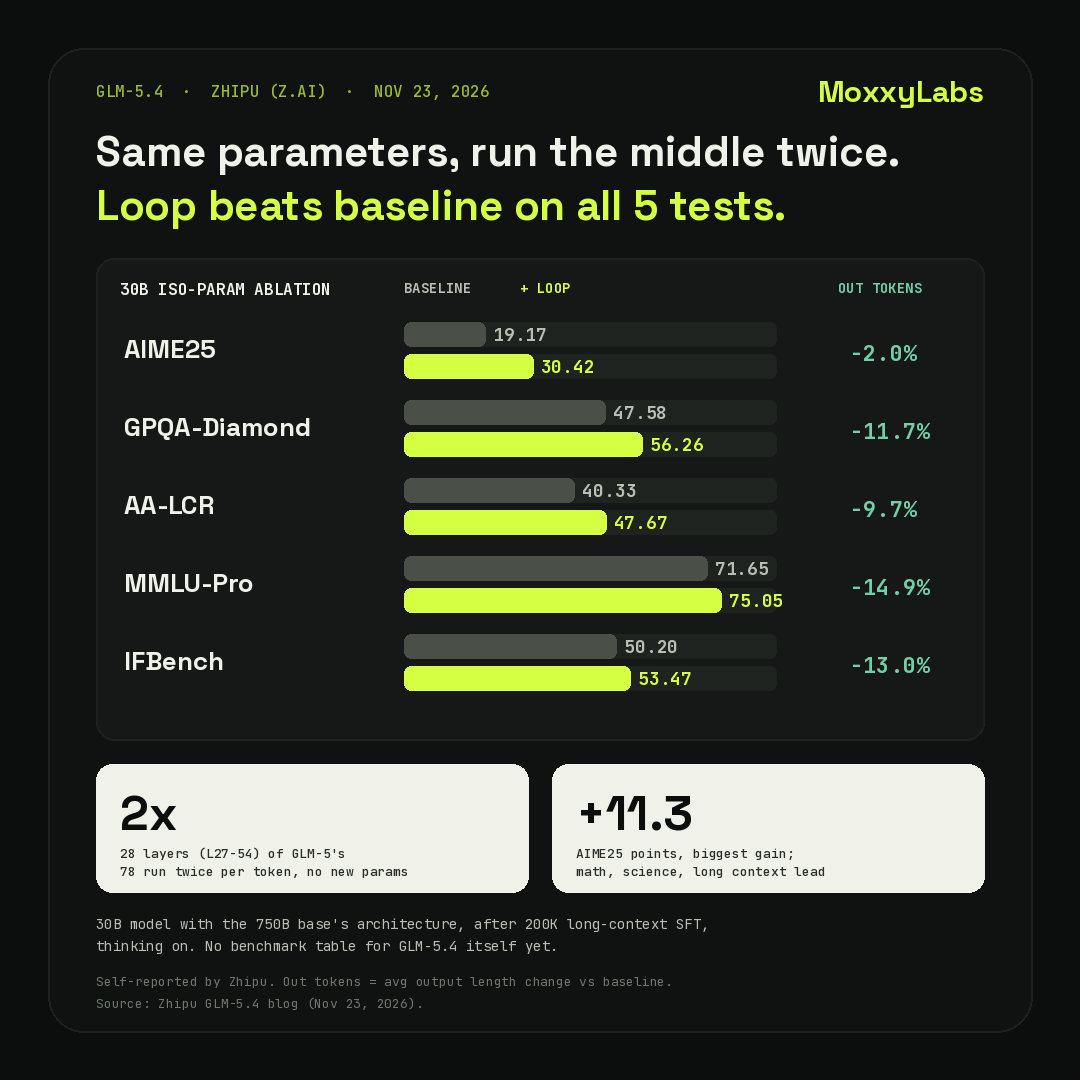 GLM-5.4 · ZHIPU (Z.AI) · NOV 23, 2026
MoxxyLabs
Same parameters, run the middle twice.
Loop beats baseline on all 5 tests.
30B ISO-PARAM ABLATION BASELINE + LOOP OUT TOKENS
AIME25 19.17 30.42 -2.0%
GPQA-Diamond 47.58 56.26 -11.7%
AA-LCR 40.33 47.67 -9.7%
MMLU-Pro 71.65 75.05 -14.9%
IFBench 50.20 53.47 -13.0%
2x
28 layers (L27-54) of GLM-5's
78 run twice per token, no new params
+11.3
AIME25 points, biggest gain;
math, science, long context lead
30B model with the 750B base's architecture, after 200K long-context SFT,
thinking on. No benchmark table for GLM-5.4 itself yet.
Self-reported by Zhipu. Out tokens = avg output length change vs baseline.
Source: Zhipu GLM-5.4 blog (Nov 23, 2026).